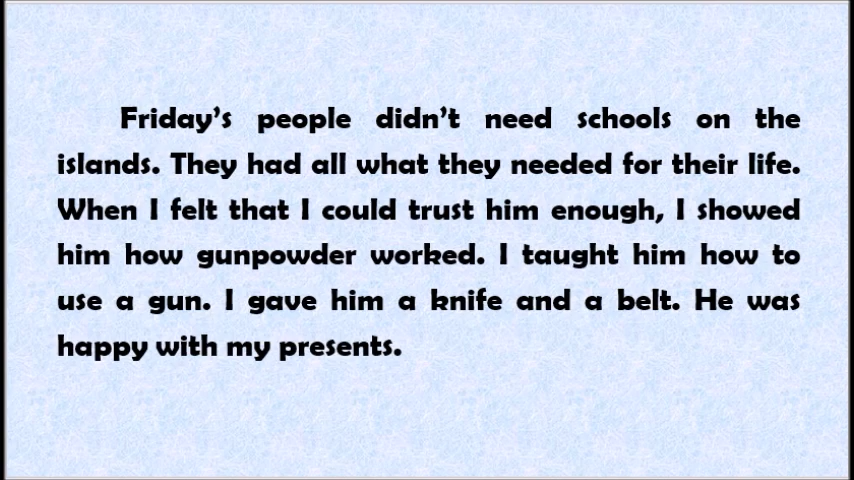 Friday’s people didn’t need schools on the
islands. They had all what they needed for their life.
When I felt that I could trust him enough, I showed
him how gunpowder worked. I taught him how to
use a gun. I gave him a knife and a belt. He was
happy with my presents.